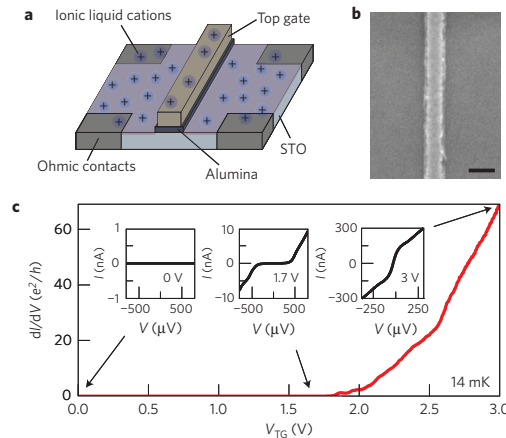 a
Ionic liquid cations
Top gate
STO
Ohmic contacts
Alumina
b
c
dI/dV (e²/h)
60
40
20
0
I (nA)
1
0
−1
0 V
−500 500
V (μV)
I (nA)
10
0
−10
1.7 V
−500 500
V (μV)
I (nA)
300
0
−300
3 V
−250 250
V (μV)
14 mK
0.0 0.5 1.0 1.5 2.0 2.5 3.0
V_TG (V)